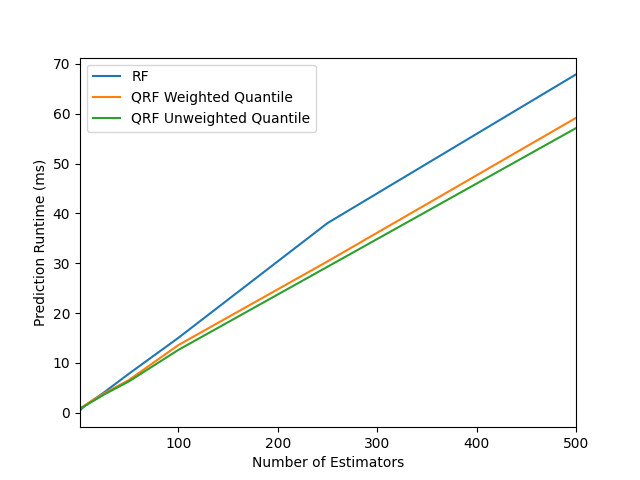 RF
QRF Weighted Quantile
QRF Unweighted Quantile
Prediction Runtime (ms)
70
60
50
40
30
20
10
0
100 200 300 400 500
Number of Estimators